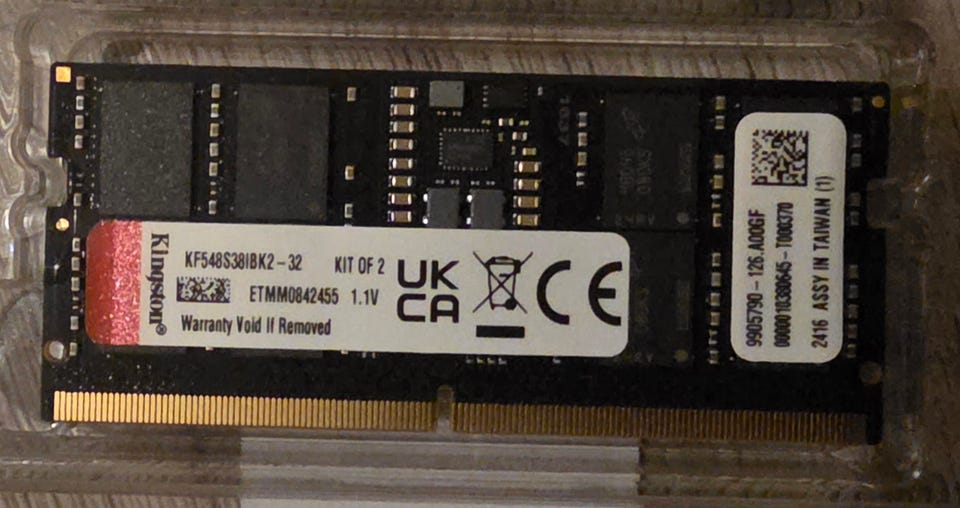 Kingston®
KF548S38IBK2-32 KIT OF 2
ETMM0842455 1.1V
Warranty Void If Removed
UK
CA
CE
9905790-126.A00GF
000010380645-T000370
2416 ASSY IN TAIWAN (1)